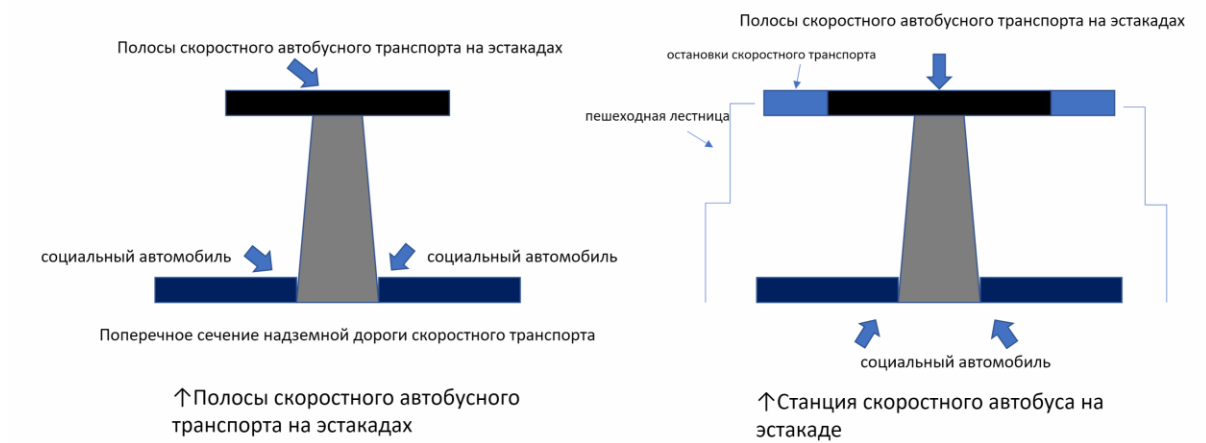 Полосы скоростного автобусного транспорта на эстакадах
социальный автомобиль
социальный автомобиль
Поперечное сечение надземной дороги скоростного транспорта
↑Полосы скоростного автобусного
транспорта на эстакадах
Полосы скоростного автобусного транспорта на эстакадах
остановки скоростного транспорта
пешеходная лестница
социальный автомобиль
↑Станция скоростного автобуса на
эстакаде